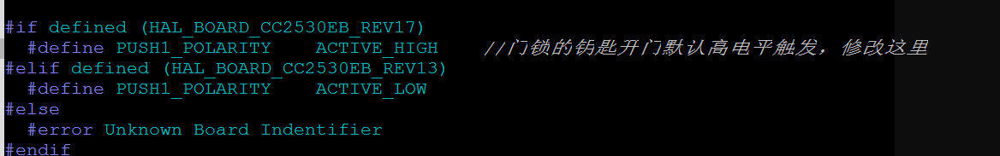 #if defined (HAL_BOARD_CC2530EB_REV17)
  #define PUSH1_POLARITY    ACTIVE_HIGH    //门锁的钥匙开门默认高电平触发，修改这里
#elif defined (HAL_BOARD_CC2530EB_REV13)
  #define PUSH1_POLARITY    ACTIVE_LOW
#else
  #error Unknown Board Indentifier
#endif